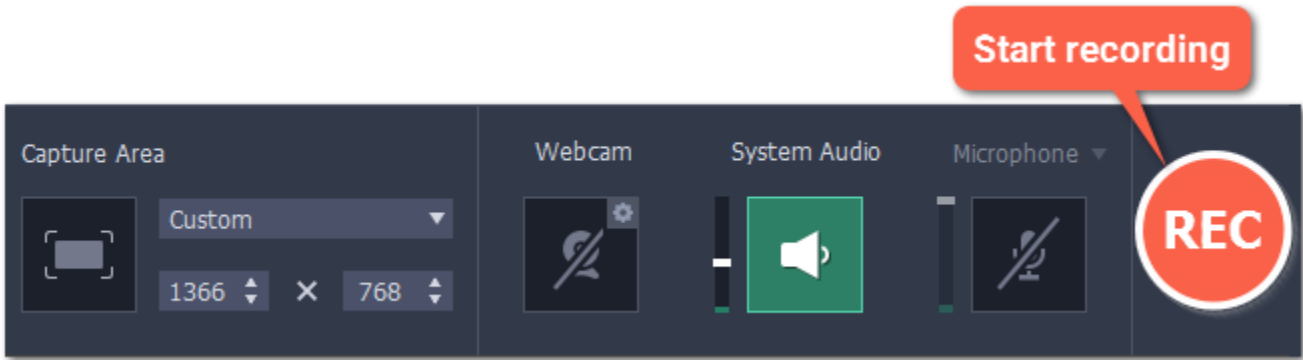 Start recording
Capture Area
Webcam
System Audio
Microphone
Custom
1366 × 768
REC